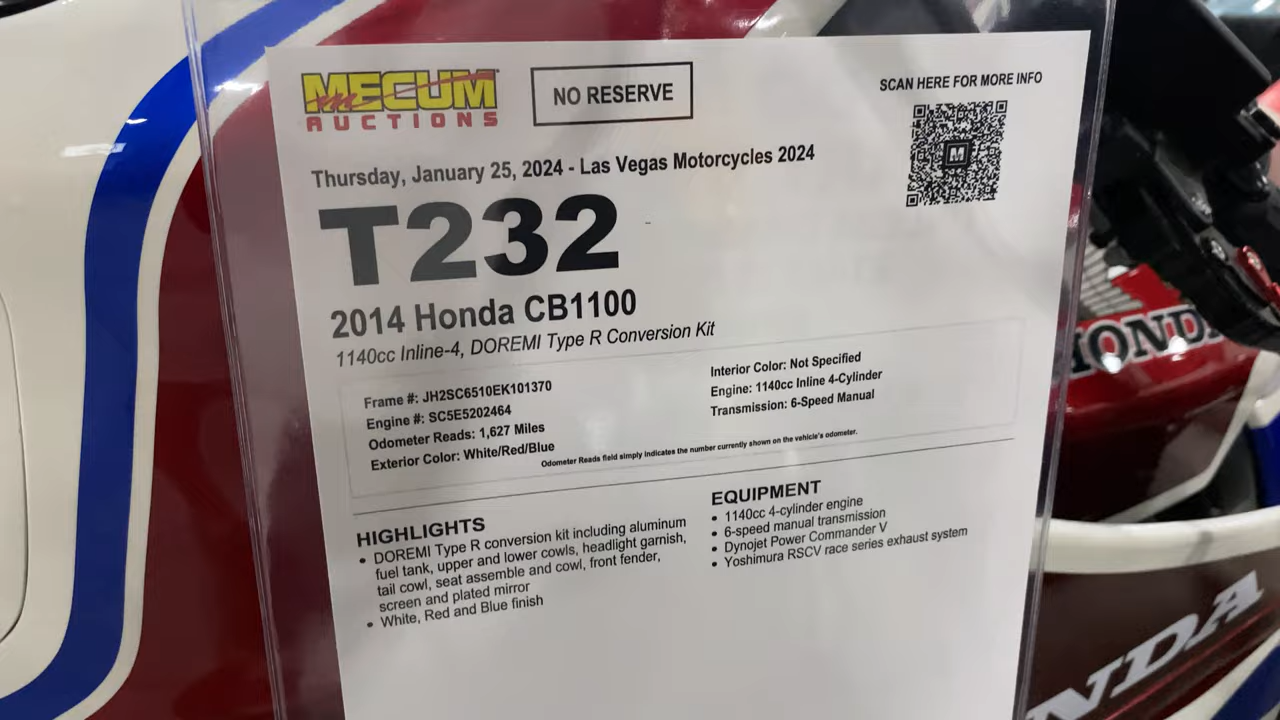 MECUM
AUCTIONS
NO RESERVE
SCAN HERE FOR MORE INFO
M
Thursday, January 25, 2024 - Las Vegas Motorcycles 2024
T232
2014 Honda CB1100
1140cc Inline-4, DOREMI Type R Conversion Kit
Frame #: JH2SC6510EK101370
Engine #: SC5E5202464
Odometer Reads: 1,627 Miles
Exterior Color: White/Red/Blue
Interior Color: Not Specified
Engine: 1140cc Inline 4-Cylinder
Transmission: 6-Speed Manual
Odometer Reads field simply indicates the number currently shown on the vehicle's odometer.
HIGHLIGHTS
• DOREMI Type R conversion kit including aluminum
fuel tank, upper and lower cowls, headlight garnish,
tail cowl, seat assemble and cowl, front fender,
screen and plated mirror
• White, Red and Blue finish
EQUIPMENT
• 1140cc 4-cylinder engine
• 6-speed manual transmission
• Dynojet Power Commander V
• Yoshimura RSCV race series exhaust system
HONDA
NDA